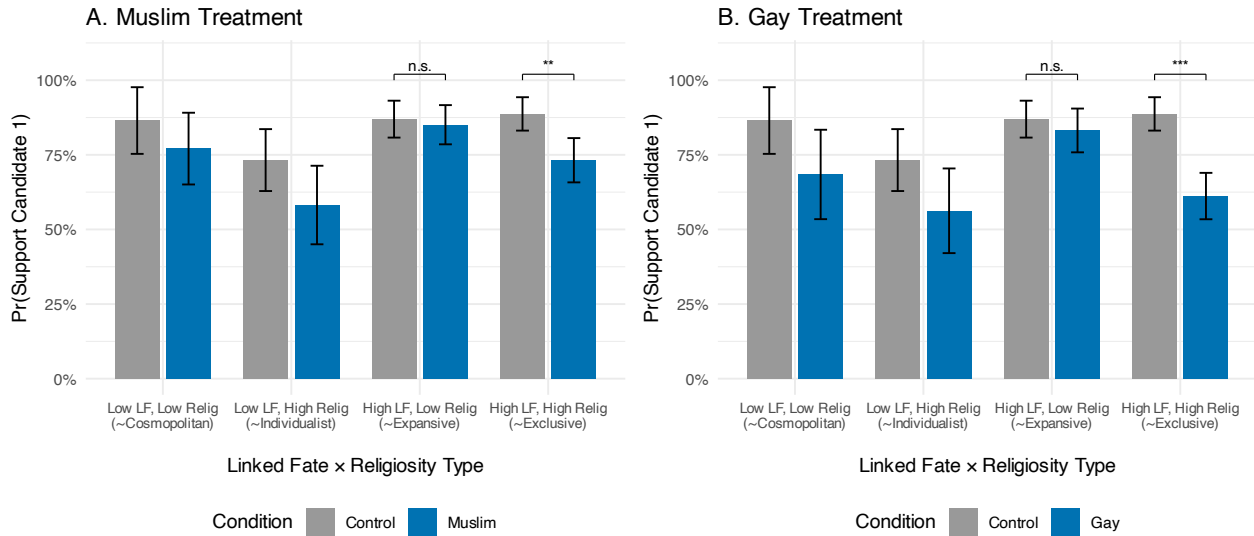 A. Muslim Treatment
Pr(Support Candidate 1)
100%
75%
50%
25%
0%
n.s.
**
Low LF, Low Relig
(~Cosmopolitan)
Low LF, High Relig
(~Individualist)
High LF, Low Relig
(~Expansive)
High LF, High Relig
(~Exclusive)
Linked Fate × Religiosity Type
Condition Control Muslim
B. Gay Treatment
Pr(Support Candidate 1)
100%
75%
50%
25%
0%
n.s.
***
Low LF, Low Relig
(~Cosmopolitan)
Low LF, High Relig
(~Individualist)
High LF, Low Relig
(~Expansive)
High LF, High Relig
(~Exclusive)
Linked Fate × Religiosity Type
Condition Control Gay